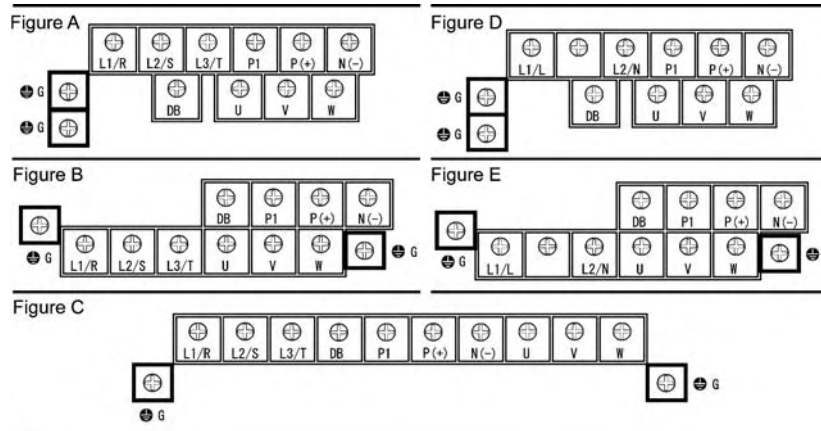 Figure A
L1/R L2/S L3/T P1 P(+) N(-)
G
DB U V W
G
Figure D
L1/L L2/N P1 P(+) N(-)
G
DB U V W
G
Figure B
DB P1 P(+) N(-)
L1/R L2/S L3/T U V W
G G
Figure E
DB P1 P(+) N(-)
L1/L L2/N U V W
G
Figure C
L1/R L2/S L3/T DB P1 P(+) N(-) U V W
G
G